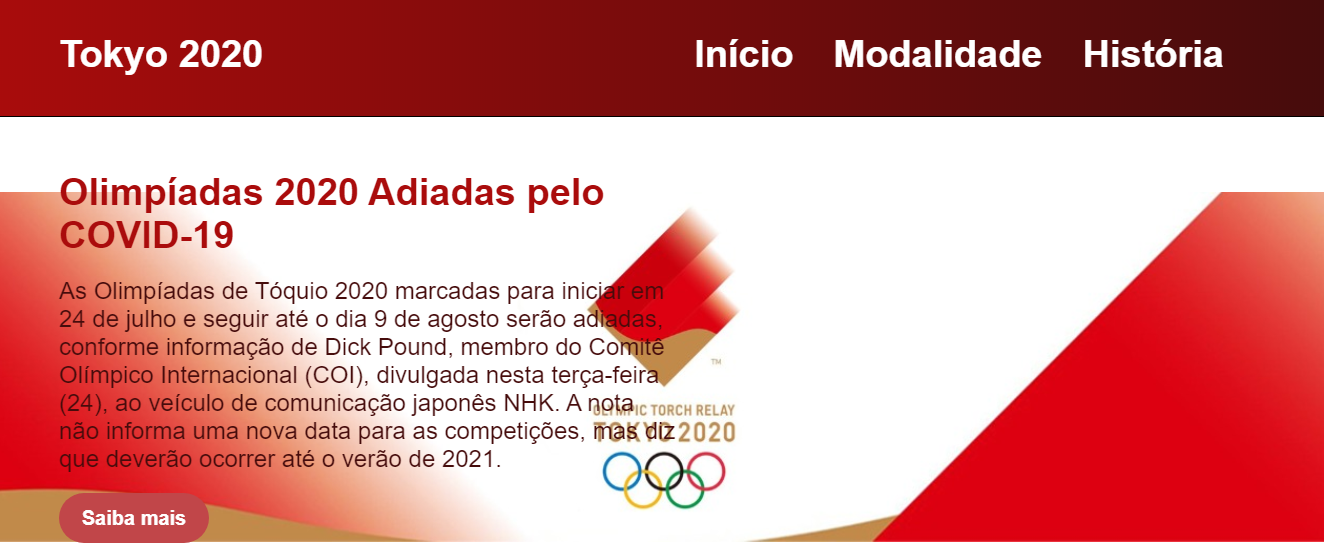 Tokyo 2020
Início Modalidade História
Olimpíadas 2020 Adiadas pelo
COVID-19
As Olimpíadas de Tóquio 2020 marcadas para iniciar em
24 de julho e seguir até o dia 9 de agosto serão adiadas,
conforme informação de Dick Pound, membro do Comitê
Olímpico Internacional (COI), divulgada nesta terça-feira
(24), ao veículo de comunicação japonês NHK. A nota
não informa uma nova data para as competições, mas diz
que deverão ocorrer até o verão de 2021.
Saiba mais
TM
OLYMPIC TORCH RELAY
TOKYO 2020